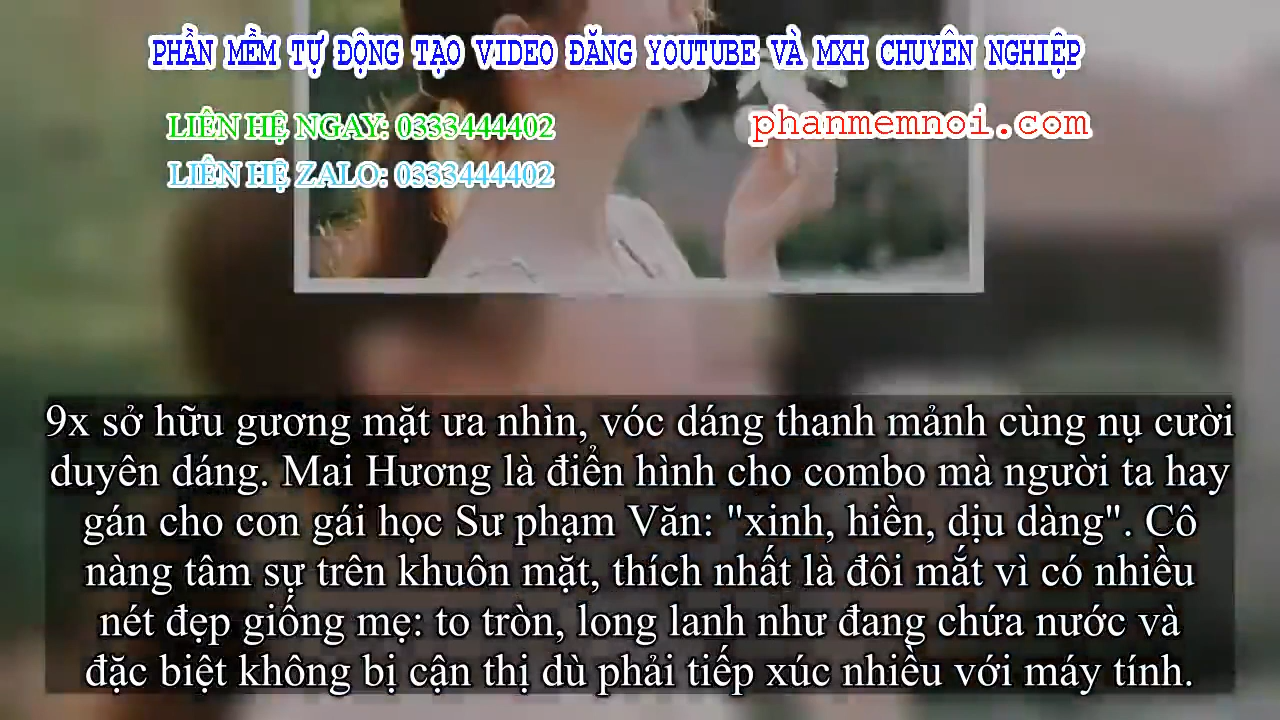 PHẦN MỀM TỰ ĐỘNG TẠO VIDEO ĐĂNG YOUTUBE VÀ MXH CHUYÊN NGHIỆP
LIÊN HỆ NGAY: 0333444402
phanmemnoi.com
LIÊN HỆ ZALO: 0333444402
9x sở hữu gương mặt ưa nhìn, vóc dáng thanh mảnh cùng nụ cười
duyên dáng. Mai Hương là điển hình cho combo mà người ta hay
gán cho con gái học Sư phạm Văn: "xinh, hiền, dịu dàng". Cô
nàng tâm sự trên khuôn mặt, thích nhất là đôi mắt vì có nhiều
nét đẹp giống mẹ: to tròn, long lanh như đang chứa nước và
đặc biệt không bị cận thị dù phải tiếp xúc nhiều với máy tính.